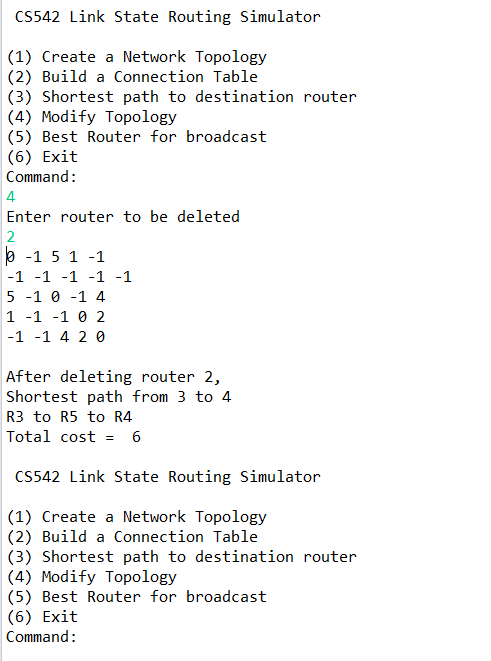 CS542 Link State Routing Simulator
(1) Create a Network Topology
(2) Build a Connection Table
(3) Shortest path to destination router
(4) Modify Topology
(5) Best Router for broadcast
(6) Exit
Command:
4
Enter router to be deleted
2
0 -1 5 1 -1
-1 -1 -1 -1 -1
5 -1 0 -1 4
1 -1 -1 0 2
-1 -1 4 2 0
After deleting router 2,
Shortest path from 3 to 4
R3 to R5 to R4
Total cost =  6
CS542 Link State Routing Simulator
(1) Create a Network Topology
(2) Build a Connection Table
(3) Shortest path to destination router
(4) Modify Topology
(5) Best Router for broadcast
(6) Exit
Command: